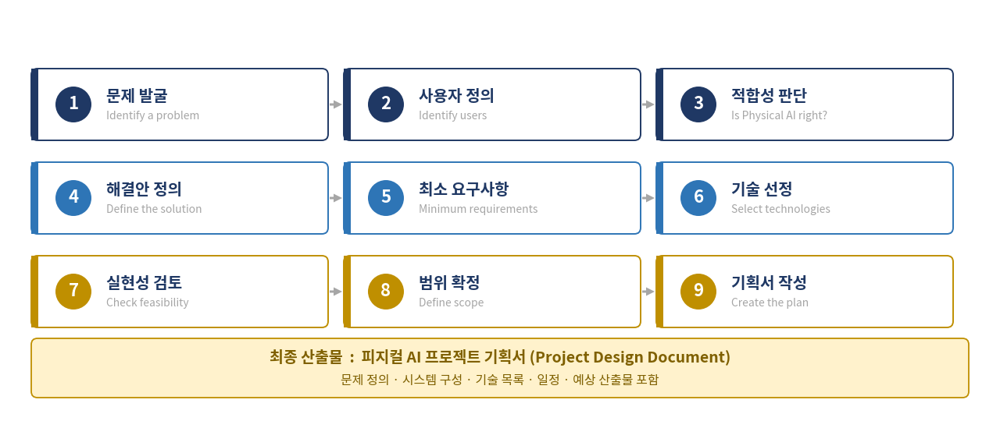 1
문제 발굴
Identify a problem
2
사용자 정의
Identify users
3
적합성 판단
Is Physical AI right?
4
해결안 정의
Define the solution
5
최소 요구사항
Minimum requirements
6
기술 선정
Select technologies
7
실현성 검토
Check feasibility
8
범위 확정
Define scope
9
기획서 작성
Create the plan
최종 산출물 : 피지컬 AI 프로젝트 기획서 (Project Design Document)
문제 정의 · 시스템 구성 · 기술 목록 · 일정 · 예상 산출물 포함